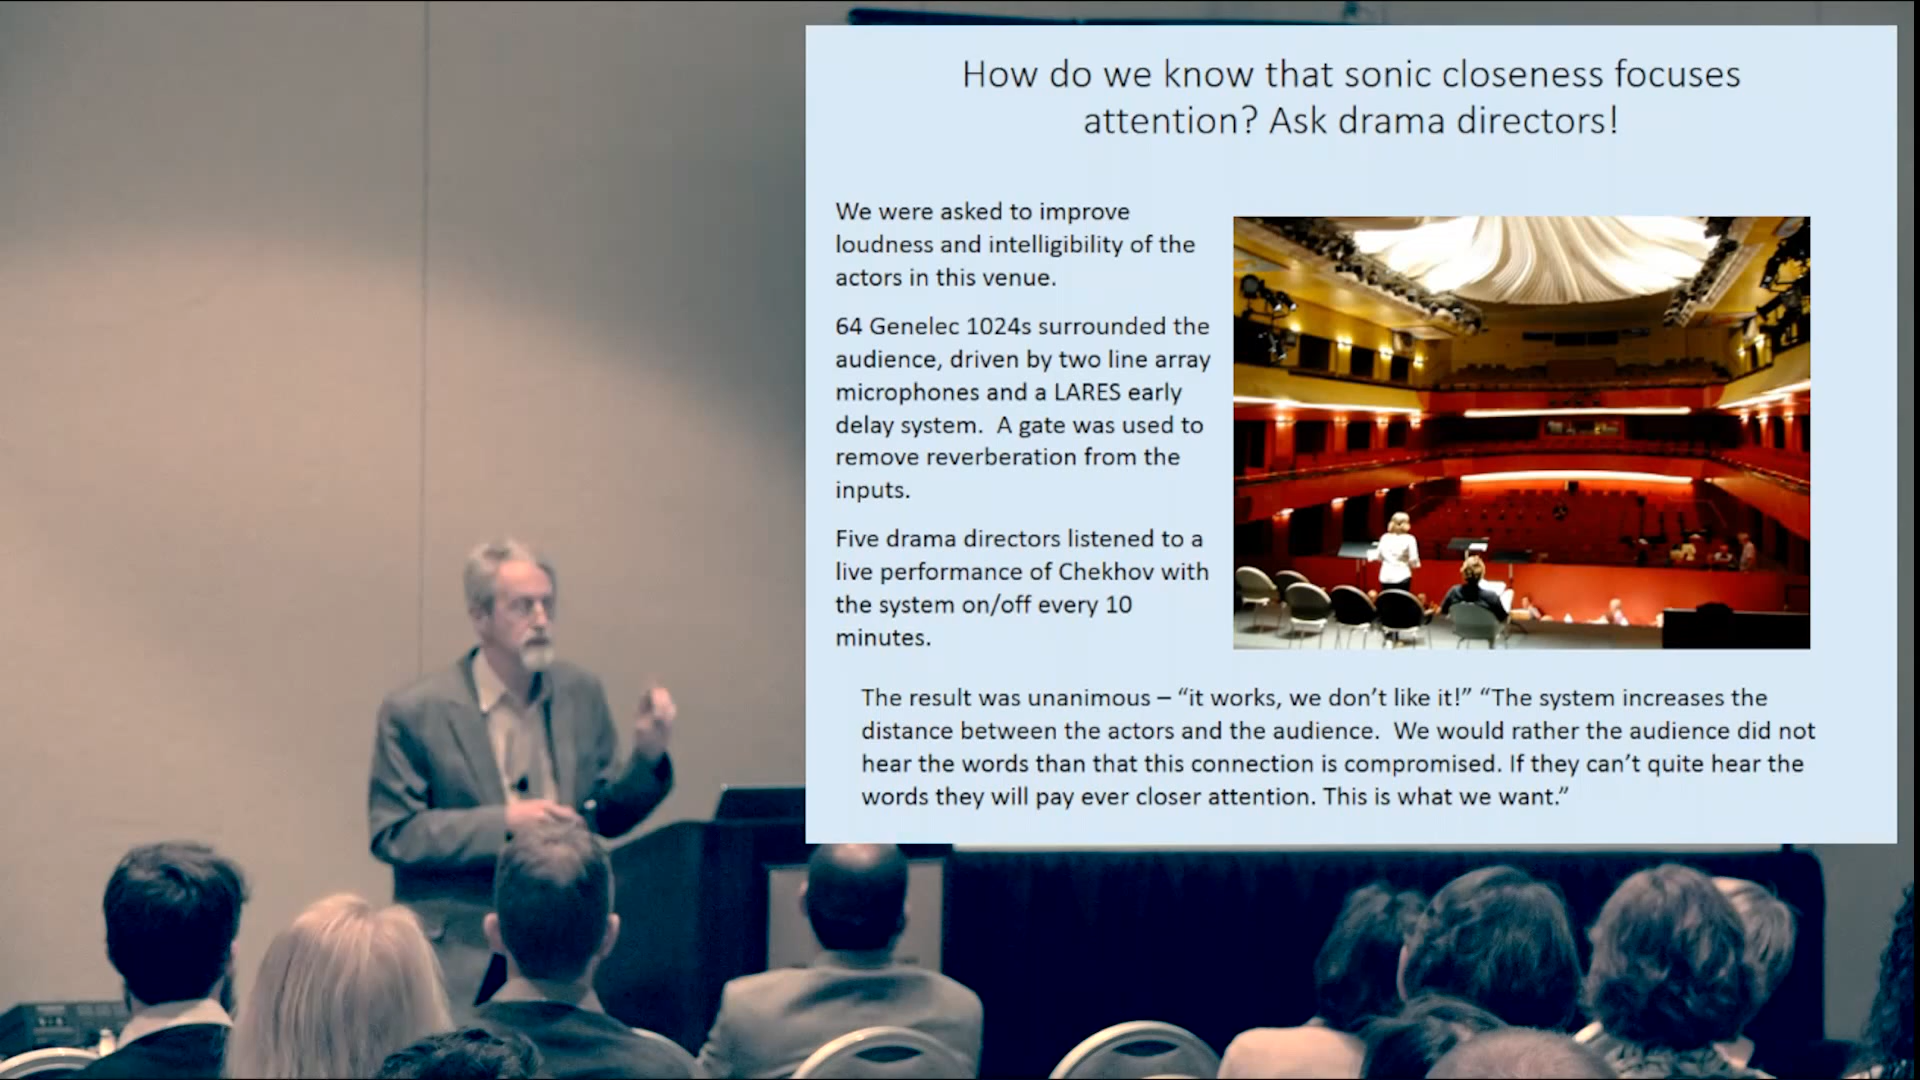 How do we know that sonic closeness focuses
attention? Ask drama directors!
We were asked to improve
loudness and intelligibility of the
actors in this venue.
64 Genelec 1024s surrounded the
audience, driven by two line array
microphones and a LARES early
delay system.  A gate was used to
remove reverberation from the
inputs.
Five drama directors listened to a
live performance of Chekhov with
the system on/off every 10
minutes.
The result was unanimous – “it works, we don’t like it!” “The system increases the
distance between the actors and the audience.  We would rather the audience did not
hear the words than that this connection is compromised. If they can’t quite hear the
words they will pay ever closer attention. This is what we want.”